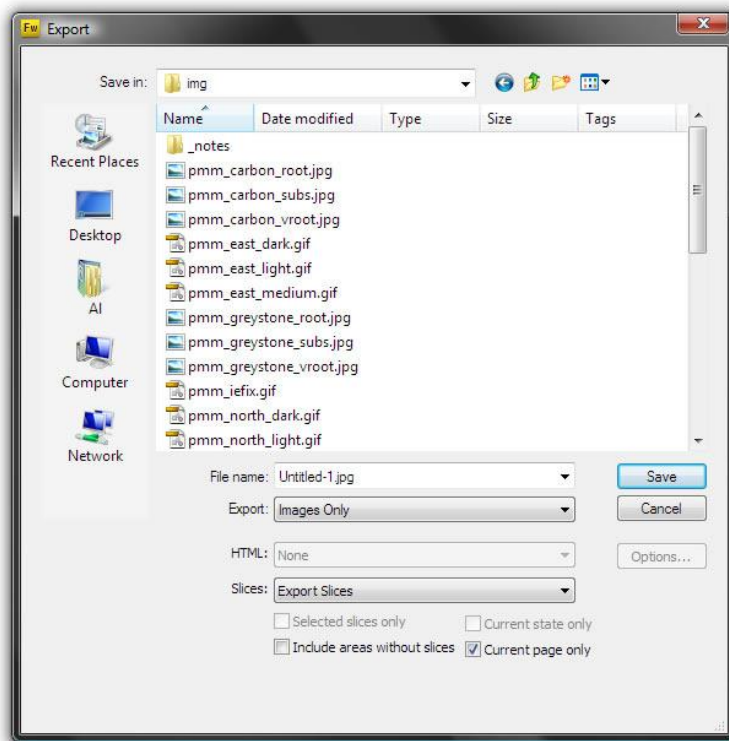 Fw Export
Save in: img
Name Date modified Type Size Tags
Recent Places
Desktop
AI
Computer
Network
_notes
pmm_carbon_root.jpg
pmm_carbon_subs.jpg
pmm_carbon_vroot.jpg
pmm_east_dark.gif
pmm_east_light.gif
pmm_east_medium.gif
pmm_greystone_root.jpg
pmm_greystone_subs.jpg
pmm_greystone_vroot.jpg
pmm_iefix.gif
pmm_north_dark.gif
pmm_north_light.gif
File name: Untitled-1.jpg Save
Export: Images Only Cancel
HTML: None Options...
Slices: Export Slices
Selected slices only Current state only
Include areas without slices Current page only